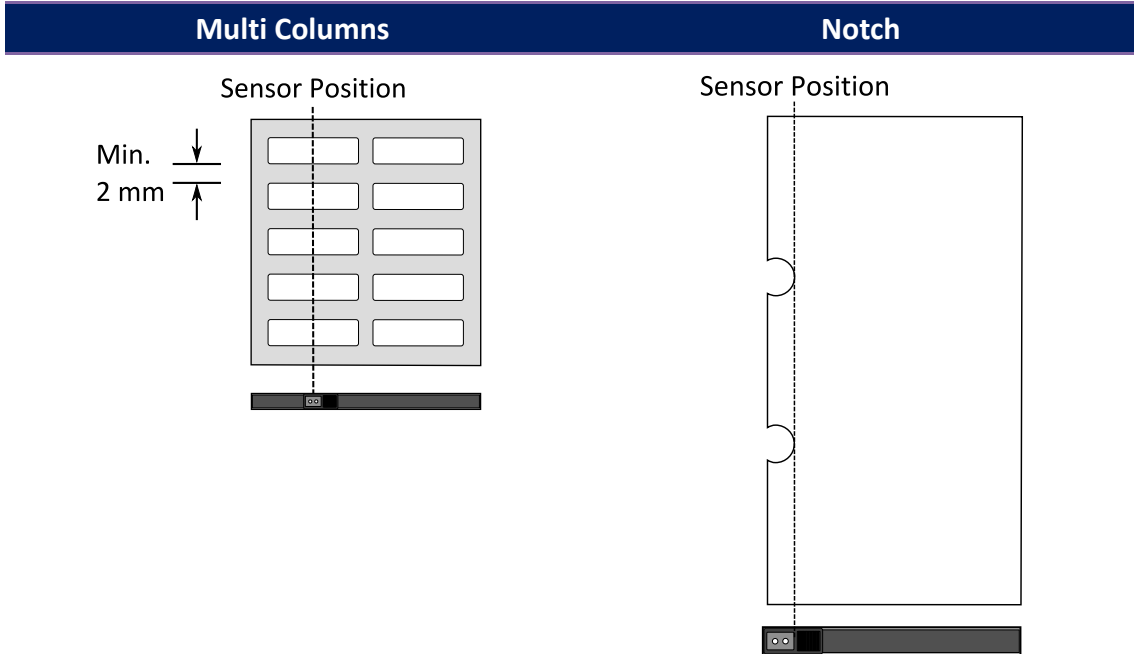 Multi Columns
Notch
Sensor Position
Sensor Position
Min.
2 mm